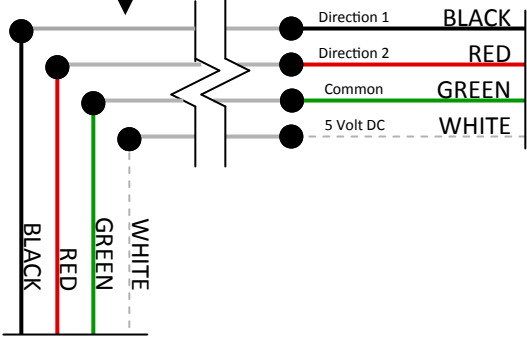 Direction 1 BLACK
Direction 2 RED
Common GREEN
5 Volt DC WHITE
BLACK
RED
GREEN
WHITE